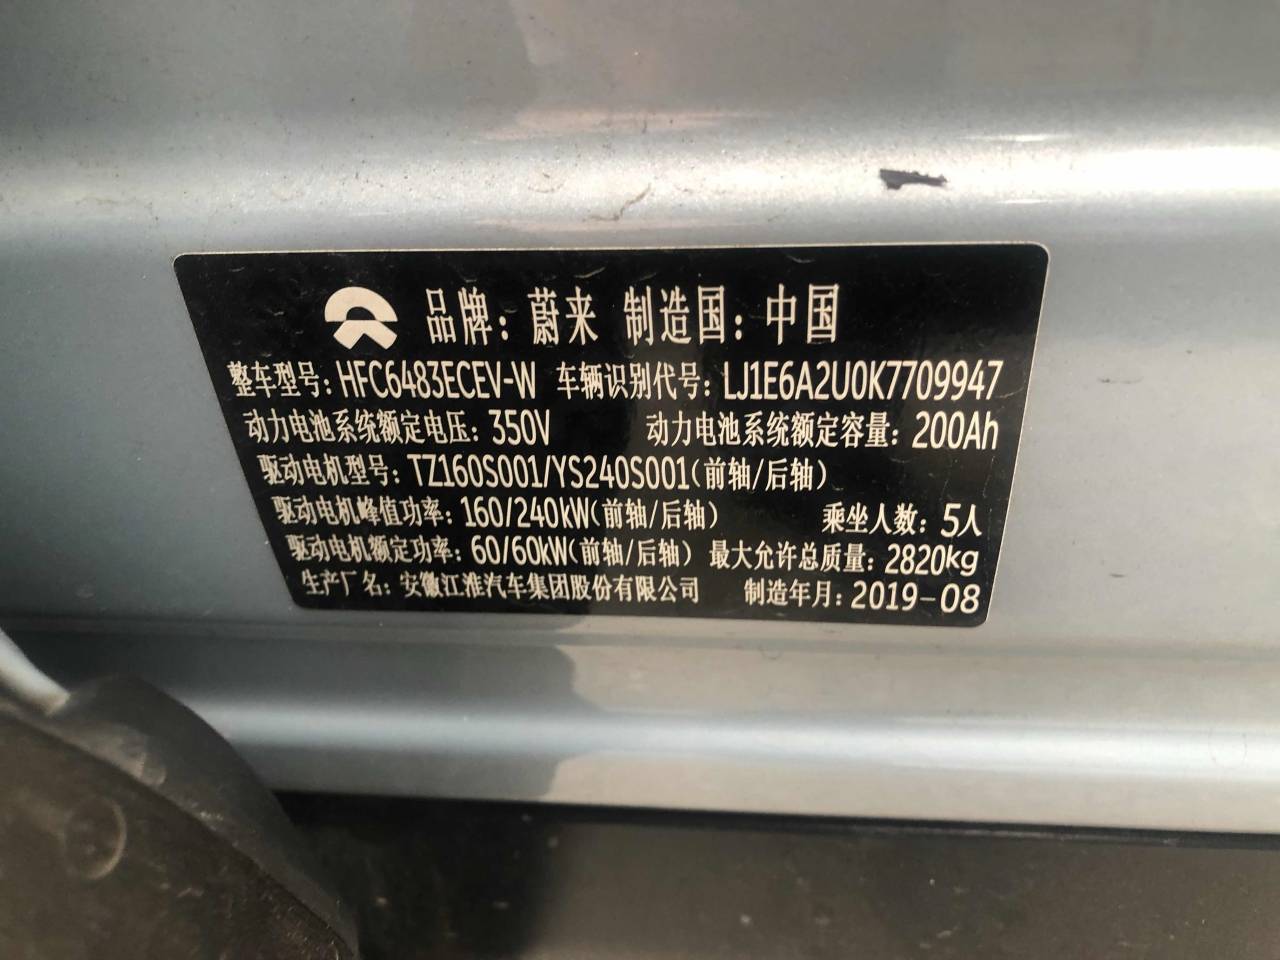 品牌：蔚来 制造国：中国
整车型号：HFC6483ECEV-W 车辆识别代号：LJ1E6A2U0K7709947
动力电池系统额定电压：350V 动力电池系统额定容量：200Ah
驱动电机型号：TZ160S001/YS240S001(前轴/后轴)
驱动电机峰值功率：160/240kW(前轴/后轴) 乘坐人数：5人
驱动电机额定功率：60/60kW(前轴/后轴) 最大允许总质量：2820kg
生产厂名：安徽江淮汽车集团股份有限公司 制造年月：2019-08